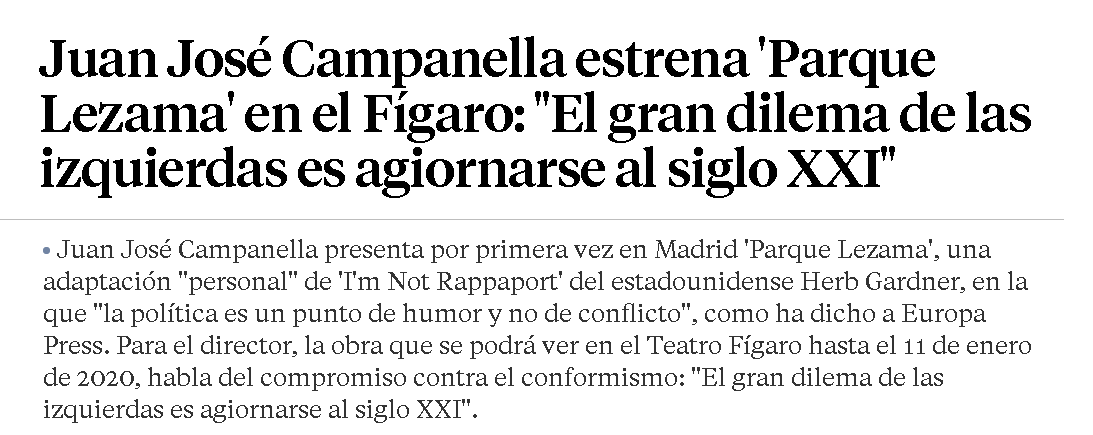 Juan José Campanella estrena 'Parque
Lezama' en el Fígaro: "El gran dilema de las
izquierdas es agiornarse al siglo XXI"
• Juan José Campanella presenta por primera vez en Madrid 'Parque Lezama', una
adaptación "personal" de 'I'm Not Rappaport' del estadounidense Herb Gardner, en la
que "la política es un punto de humor y no de conflicto", como ha dicho a Europa
Press. Para el director, la obra que se podrá ver en el Teatro Fígaro hasta el 11 de enero
de 2020, habla del compromiso contra el conformismo: "El gran dilema de las
izquierdas es agiornarse al siglo XXI".